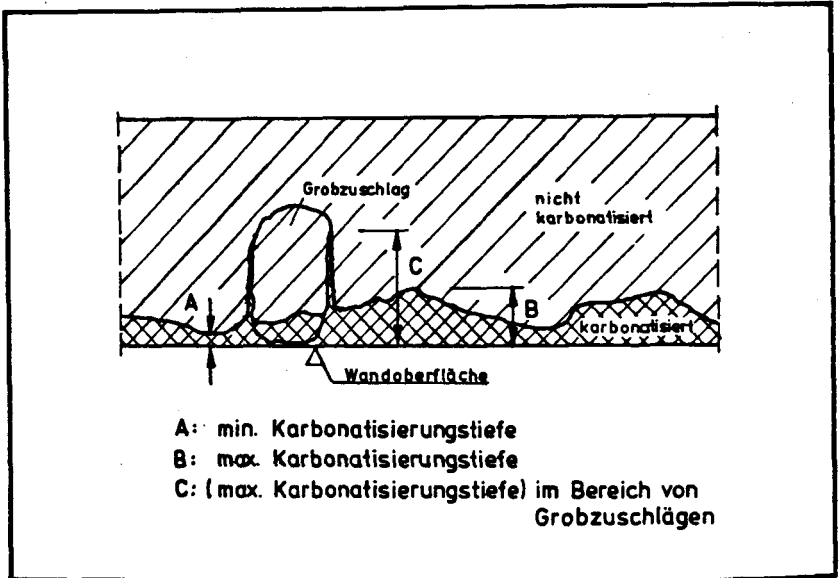 Grobzuschlag
nicht
karbonatisiert
A
C
B
karbonatisiert
Wandoberfläche
A: min. Karbonatisierungstiefe
B: max. Karbonatisierungstiefe
C: (max. Karbonatisierungstiefe) im Bereich von
Grobzuschlägen